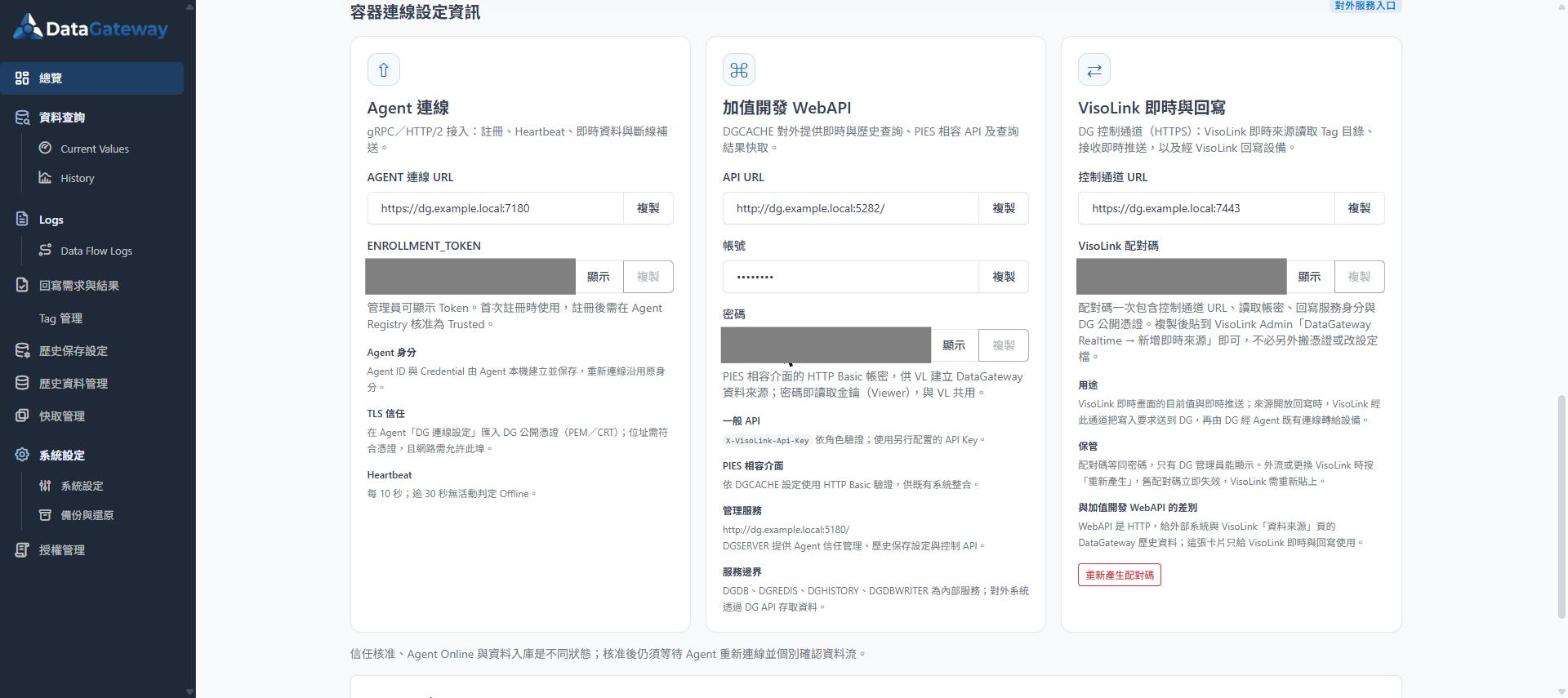 DataGateway
總覽
資料查詢
Current Values
History
Logs
Data Flow Logs
回寫需求與結果
Tag 管理
歷史保存設定
歷史資料管理
快取管理
系統設定
系統設定
備份與還原
授權管理
容器連線設定資訊
對外服務入口
Agent 連線
gRPC／HTTP/2 接入：註冊、Heartbeat、即時資料與斷線補
送。
AGENT 連線 URL
https://dg.example.local:7180
複製
ENROLLMENT_TOKEN
顯示
複製
管理員可顯示 Token。首次註冊時使用，註冊後需在 Agent
Registry 核准為 Trusted。
Agent 身分
Agent ID 與 Credential 由 Agent 本機建立並保存，重新連線沿用原身
分。
TLS 信任
在 Agent「DG 連線設定」匯入 DG 公開憑證（PEM／CRT）；位址需符
合憑證，且網路需允許此埠。
Heartbeat
每 10 秒；逾 30 秒無活動判定 Offline。
加值開發 WebAPI
DGCACHE 對外提供即時與歷史查詢、PIES 相容 API 及查詢
結果快取。
API URL
http://dg.example.local:5282/
複製
帳號
••••••••
複製
密碼
顯示
複製
PIES 相容介面的 HTTP Basic 帳密，供 VL 建立 DataGateway
資料來源；密碼即讀取金鑰（Viewer），與 VL 共用。
一般 API
X-VisoLink-Api-Key 依角色驗證；使用另行配置的 API Key。
PIES 相容介面
依 DGCACHE 設定使用 HTTP Basic 驗證，供既有系統整合。
管理服務
http://dg.example.local:5180/
DGSERVER 提供 Agent 信任管理、歷史保存設定與控制 API。
服務邊界
DGDB、DGREDIS、DGHISTORY、DGDBWRITER 為內部服務；對外系統
透過 DG API 存取資料。
VisoLink 即時與回寫
DG 控制通道（HTTPS）：VisoLink 即時來源讀取 Tag 目錄、
接收即時推送，以及經 VisoLink 回寫設備。
控制通道 URL
https://dg.example.local:7443
複製
VisoLink 配對碼
顯示
複製
配對碼一次包含控制通道 URL、讀取帳密、回寫服務身分與
DG 公開憑證。複製後貼到 VisoLink Admin「DataGateway
Realtime → 新增即時來源」即可，不必另外搬憑證或改設定
檔。
用途
VisoLink 即時畫面的目前值與即時推送；來源開放回寫時，VisoLink 經
此通道把寫入要求送到 DG，再由 DG 經 Agent 既有連線轉給設備。
保管
配對碼等同密碼，只有 DG 管理員能顯示。外流或更換 VisoLink 時按
「重新產生」，舊配對碼立即失效，VisoLink 需重新貼上。
與加值開發 WebAPI 的差別
WebAPI 是 HTTP，給外部系統與 VisoLink「資料來源」頁的
DataGateway 歷史資料；這張卡片只給 VisoLink 即時與回寫使用。
重新產生配對碼
信任核准、Agent Online 與資料入庫是不同狀態；核准後仍須等待 Agent 重新連線並個別確認資料流。